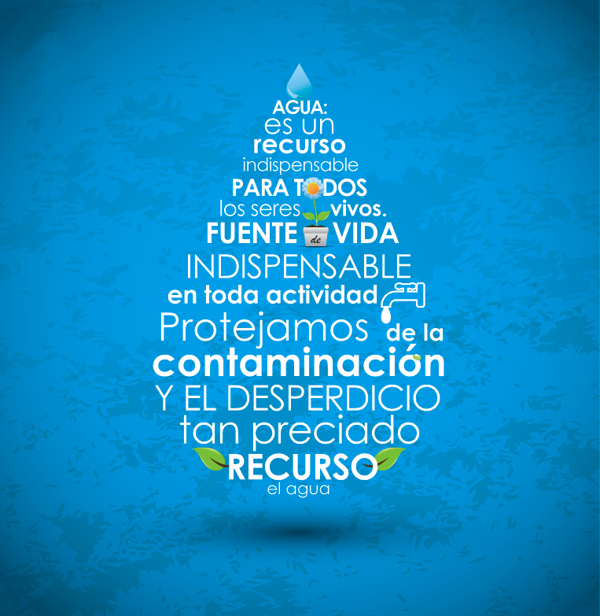 AGUA:
es un
recurso
indispensable
PARA TODOS
los seres vivos.
FUENTE de VIDA
INDISPENSABLE
en toda actividad
Protejamos de la
contaminación
Y EL DESPERDICIO
tan preciado
RECURSO
el agua